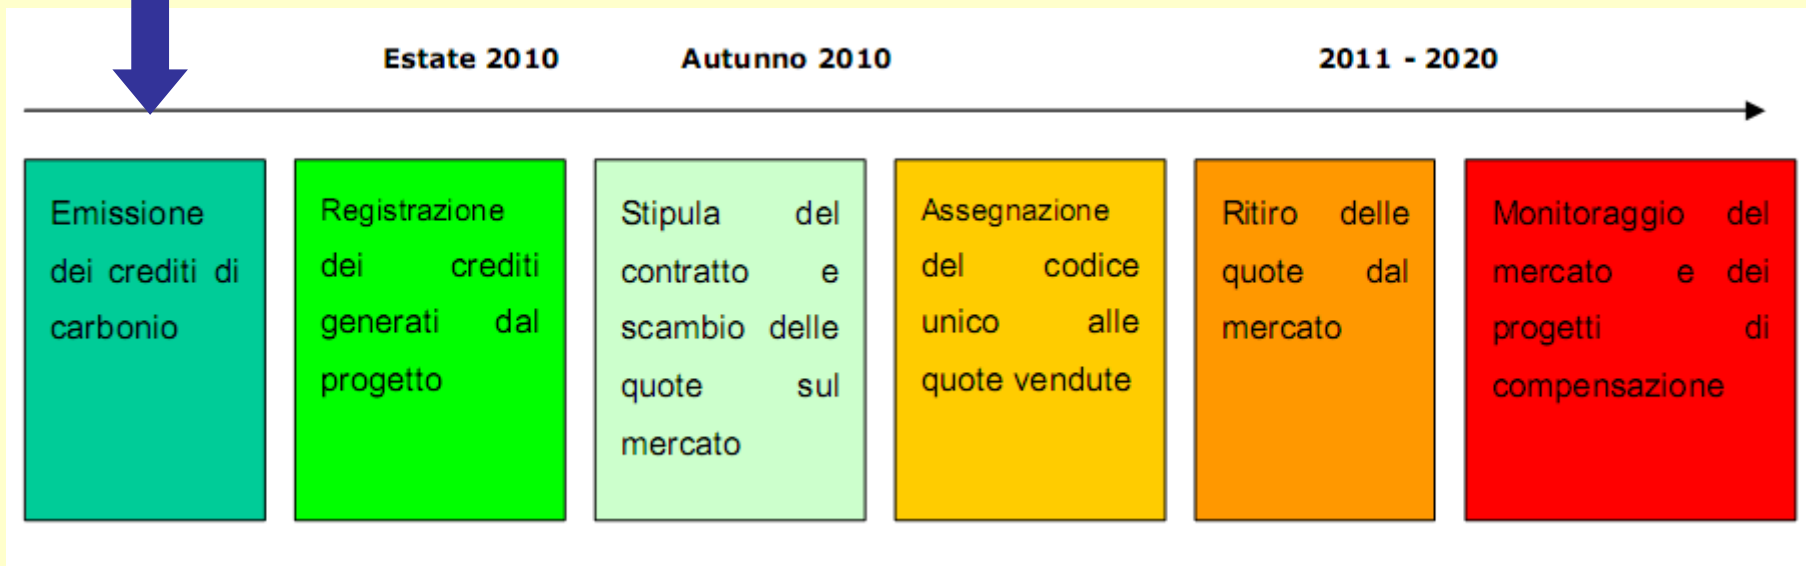 Estate 2010
Autunno 2010
2011 - 2020
Emissione
dei crediti di
carbonio
Registrazione
dei crediti
generati dal
progetto
Stipula del
contratto e
scambio delle
quote sul
mercato
Assegnazione
del codice
unico alle
quote vendute
Ritiro delle
quote dal
mercato
Monitoraggio del
mercato e dei
progetti di
compensazione